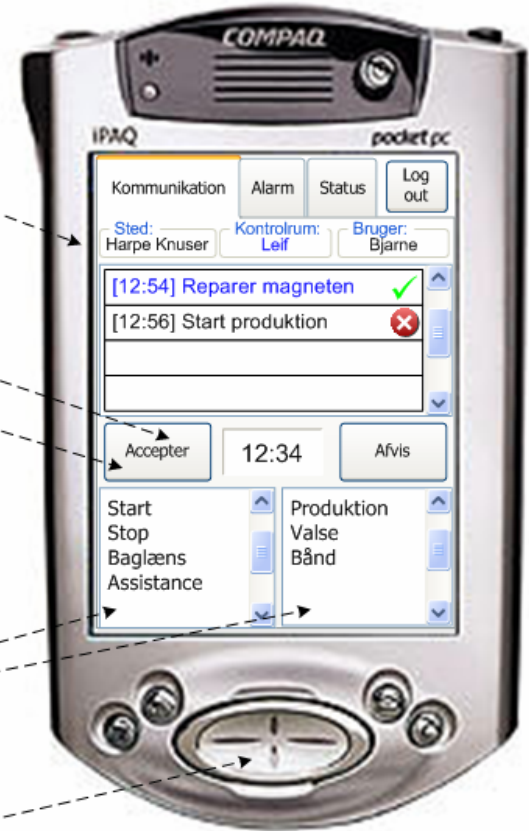 COMPAQ
iPAQ pocket pc
Kommunikation Alarm Status Log out
Sted: Kontrolrum: Bruger:
Harpe Knuser Leif Bjarne
[12:54] Reparer magneten
[12:56] Start produktion
Accepter 12:34 Afvis
Start Produktion
Stop Valse
Baglæns Bånd
Assistance